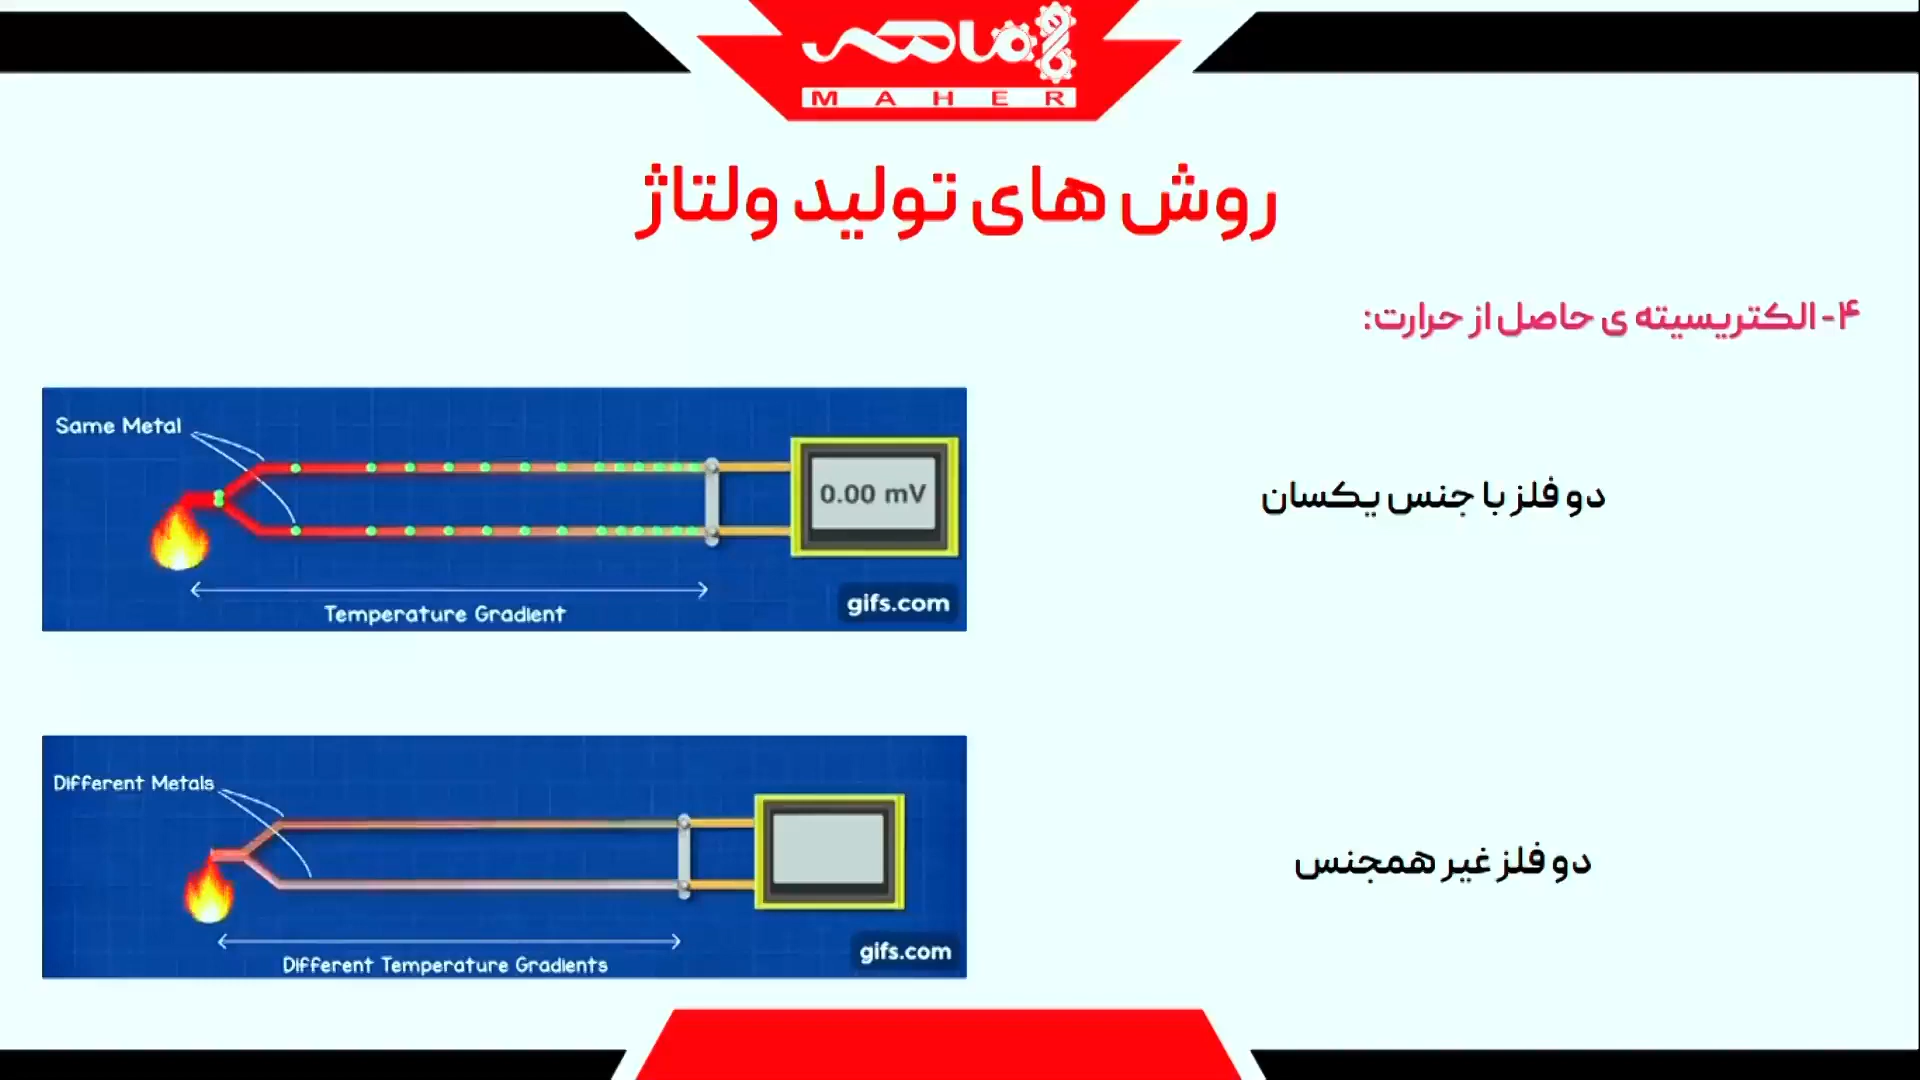 ماهر
MAHER
روش های تولید ولتاژ
۴- الکتریسیته ی حاصل از حرارت:
Same Metal
0.00 mV
Temperature Gradient
gifs.com
دو فلز با جنس یکسان
Different Metals
Different Temperature Gradients
gifs.com
دو فلز غیر همجنس